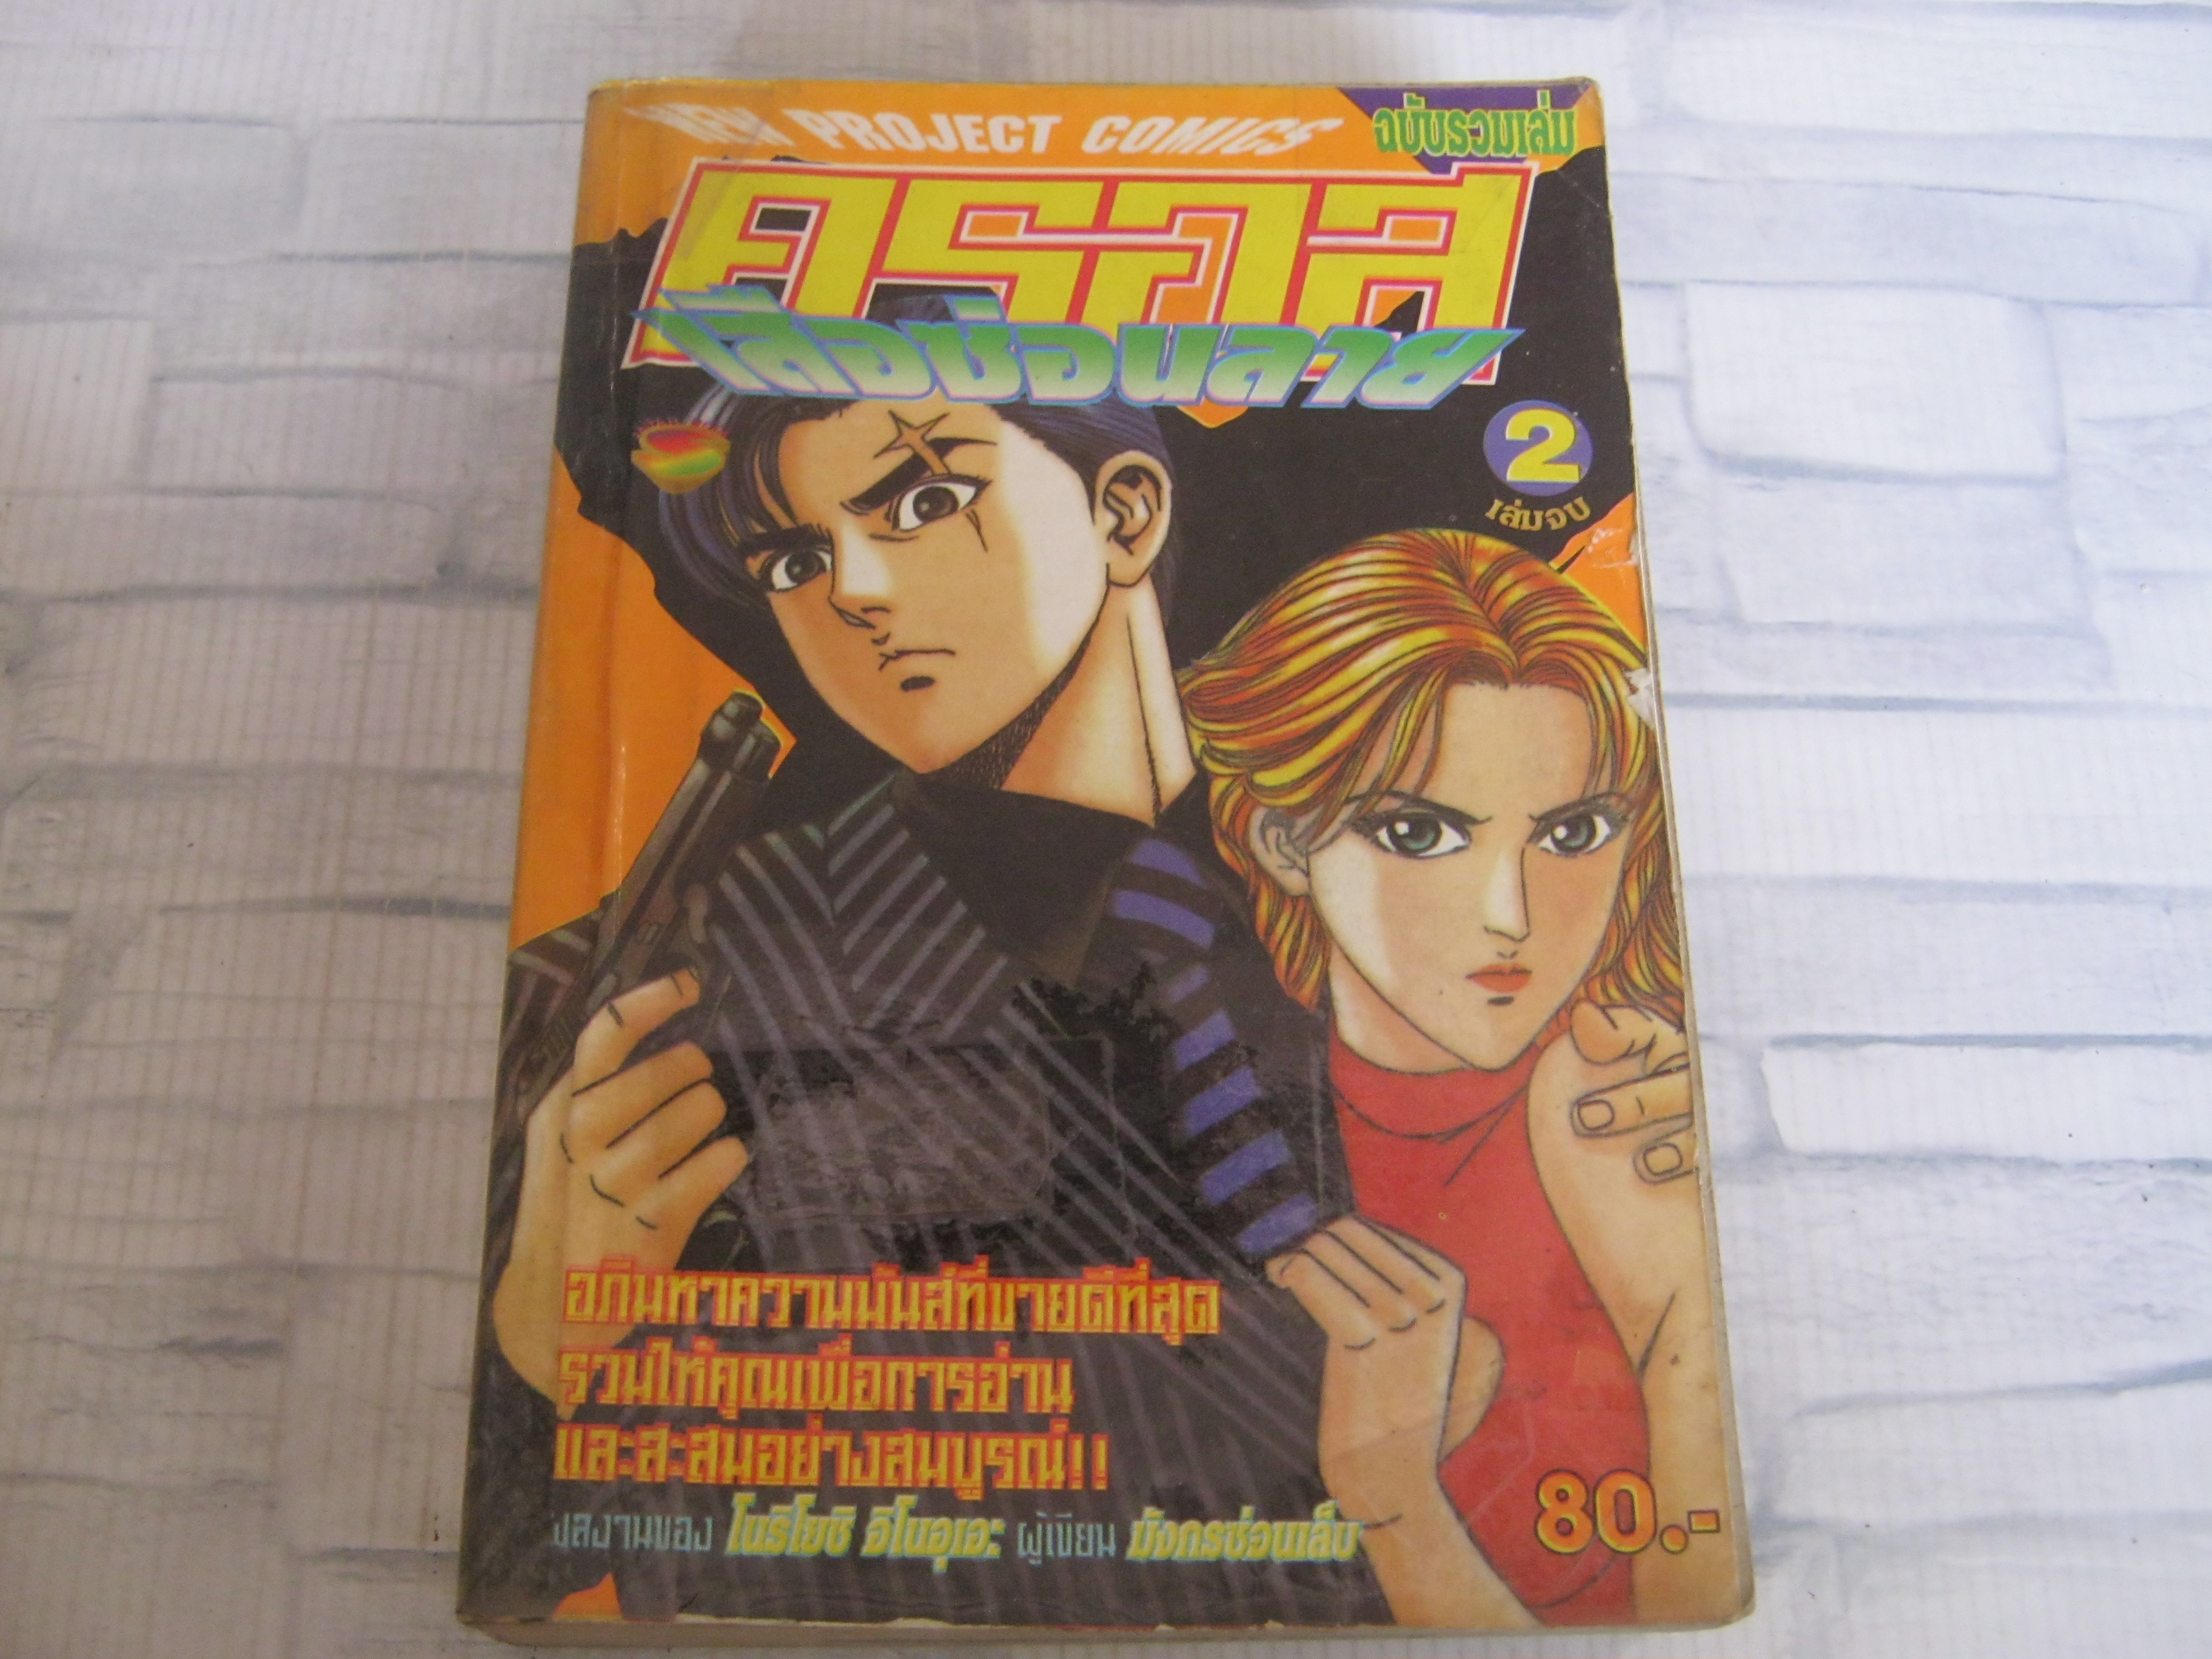 NEW PROJECT COMICS
ฉบับรวมเล่ม
ครอส
เสือซ่อนลาย
2
เล่มจบ
อภิมหาความมันส์ที่ขายดีที่สุด
รวมให้คุณเพื่อการอ่าน
และสะสมอย่างสมบูรณ์!!
ผลงานของ โนริโยชิ อิโนอุเอะ ผู้เขียน มังกรซ่อนเล็บ
80.-